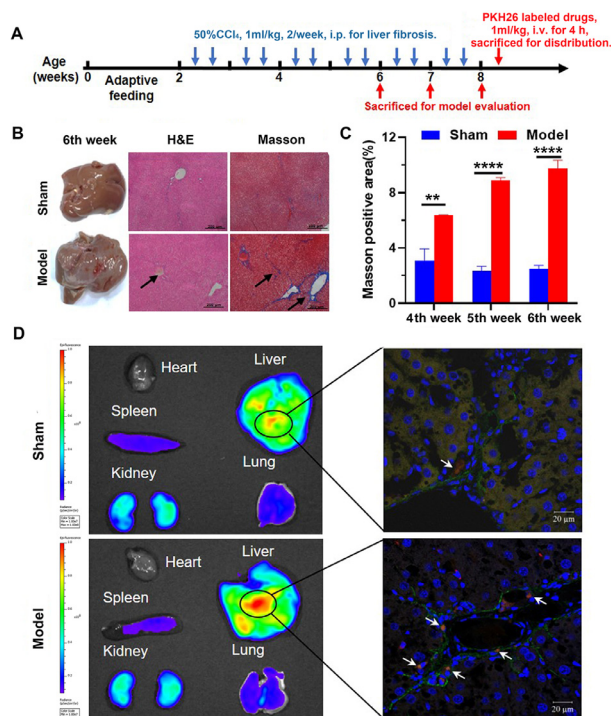 A
50%CCl₄, 1ml/kg, 2/week, i.p. for liver fibrosis.
PKH26 labeled drugs,
1ml/kg, i.v. for 4 h,
sacrificed for disdribution.
Age
(weeks)
0 2 4 6 7 8
Adaptive
feeding
Sacrificed for model evaluation
B
6th week H&E Masson
Sham
Model
C
Sham Model
Masson positive area(%)
12
9
6
3
0
** **** ****
4th week 5th week 6th week
D
Sham
Heart
Liver
Spleen
Kidney
Lung
20 µm
Model
Heart
Liver
Spleen
Kidney
Lung
20 µm